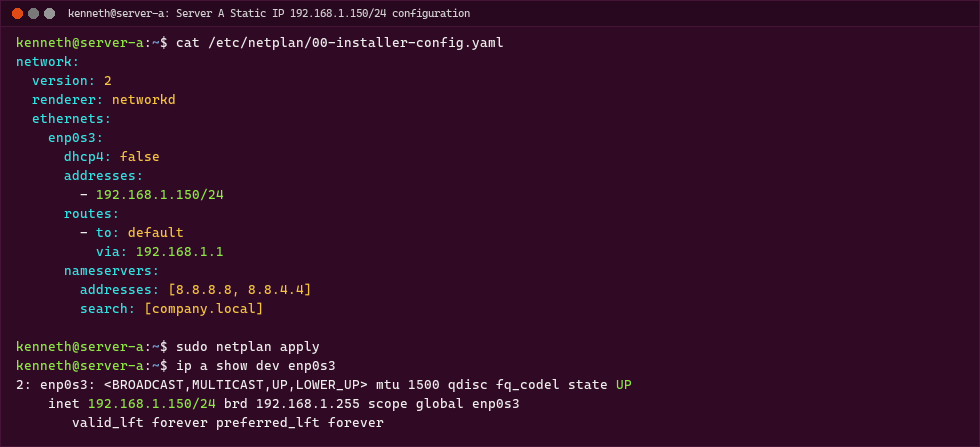 kenneth@server-a: Server A Static IP 192.168.1.150/24 configuration
kenneth@server-a:~$ cat /etc/netplan/00-installer-config.yaml
network:
  version: 2
  renderer: networkd
  ethernets:
    enp0s3:
      dhcp4: false
      addresses:
        - 192.168.1.150/24
      routes:
        - to: default
          via: 192.168.1.1
      nameservers:
        addresses: [8.8.8.8, 8.8.4.4]
        search: [company.local]
kenneth@server-a:~$ sudo netplan apply
kenneth@server-a:~$ ip a show dev enp0s3
2: enp0s3: <BROADCAST,MULTICAST,UP,LOWER_UP> mtu 1500 qdisc fq_codel state UP
    inet 192.168.1.150/24 brd 192.168.1.255 scope global enp0s3
       valid_lft forever preferred_lft forever